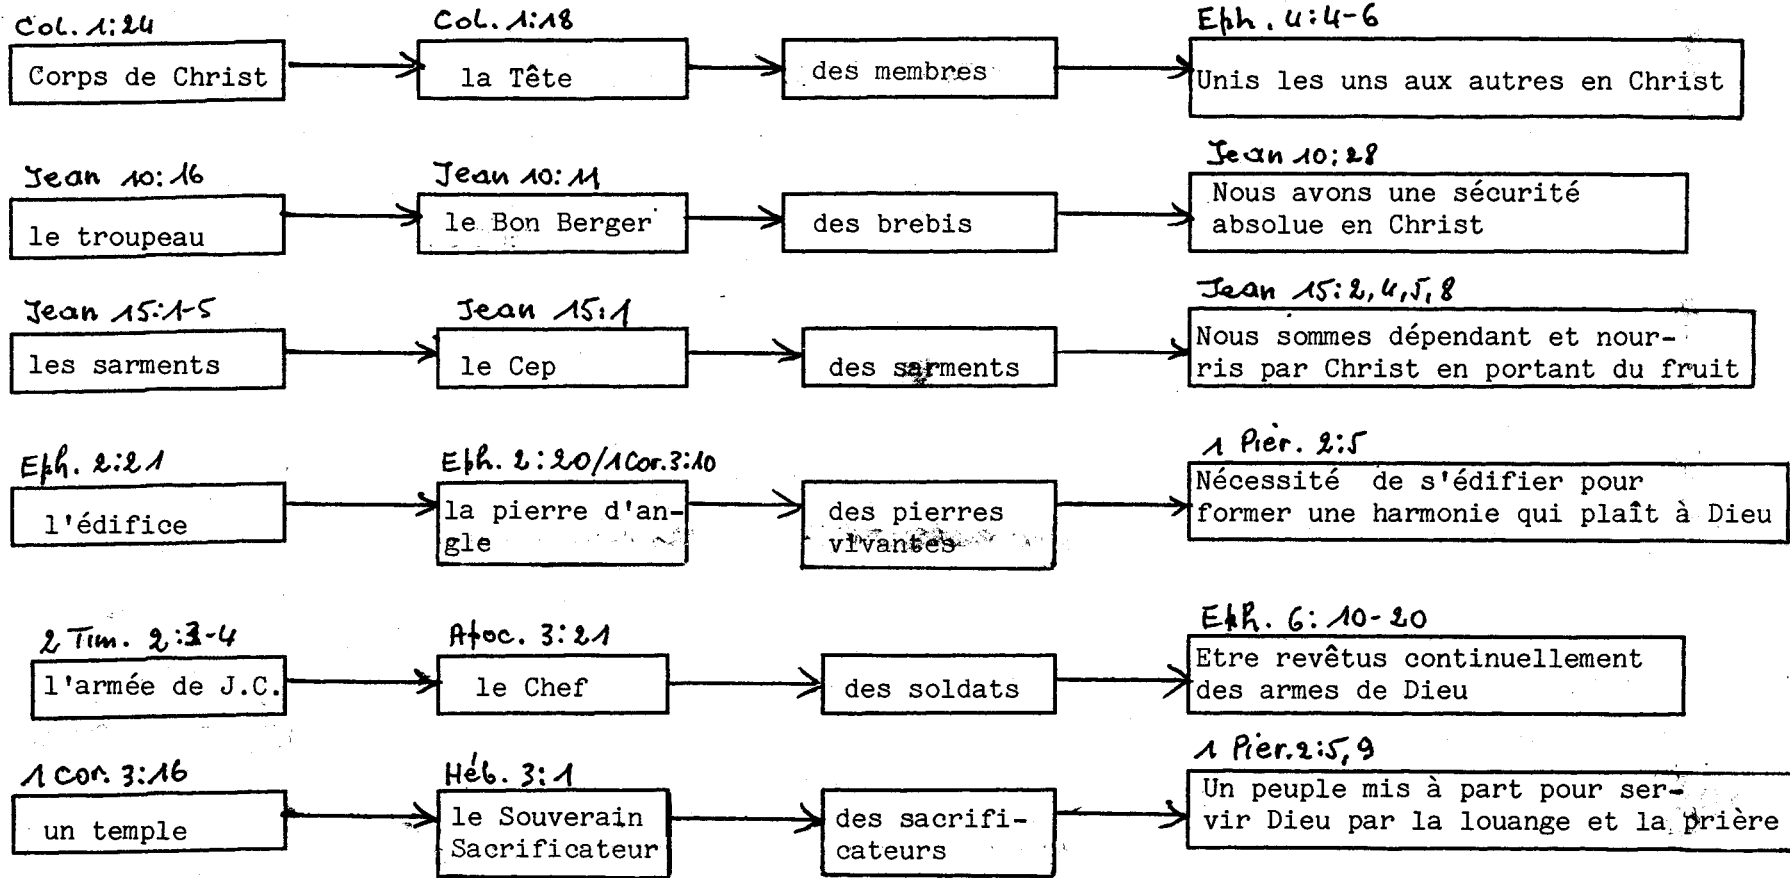 Col. 1:24
Col. 1:18
Eph. 4:4-6
Corps de Christ
la Tête
des membres
Unis les uns aux autres en Christ
Jean 10:16
Jean 10:11
Jean 10:28
le troupeau
le Bon Berger
des brebis
Nous avons une sécurité
absolue en Christ
Jean 15:1-5
Jean 15:1
Jean 15:2,4,5,8
les sarments
le Cep
des sarments
Nous sommes dépendant et nour-
ris par Christ en portant du fruit
Eph. 2:21
Eph. 2:20/1Cor.3:10
1 Pier. 2:5
l'édifice
la pierre d'an-
gle
des pierres
vivantes
Nécessité de s'édifier pour
former une harmonie qui plaît à Dieu
2 Tim. 2:3-4
Apoc. 3:21
Eph. 6:10-20
l'armée de J.C.
le Chef
des soldats
Etre revêtus continuellement
des armes de Dieu
1 Cor. 3:16
Héb. 3:1
1 Pier.2:5,9
un temple
le Souverain
Sacrificateur
des sacrifi-
cateurs
Un peuple mis à part pour ser-
vir Dieu par la louange et la prière